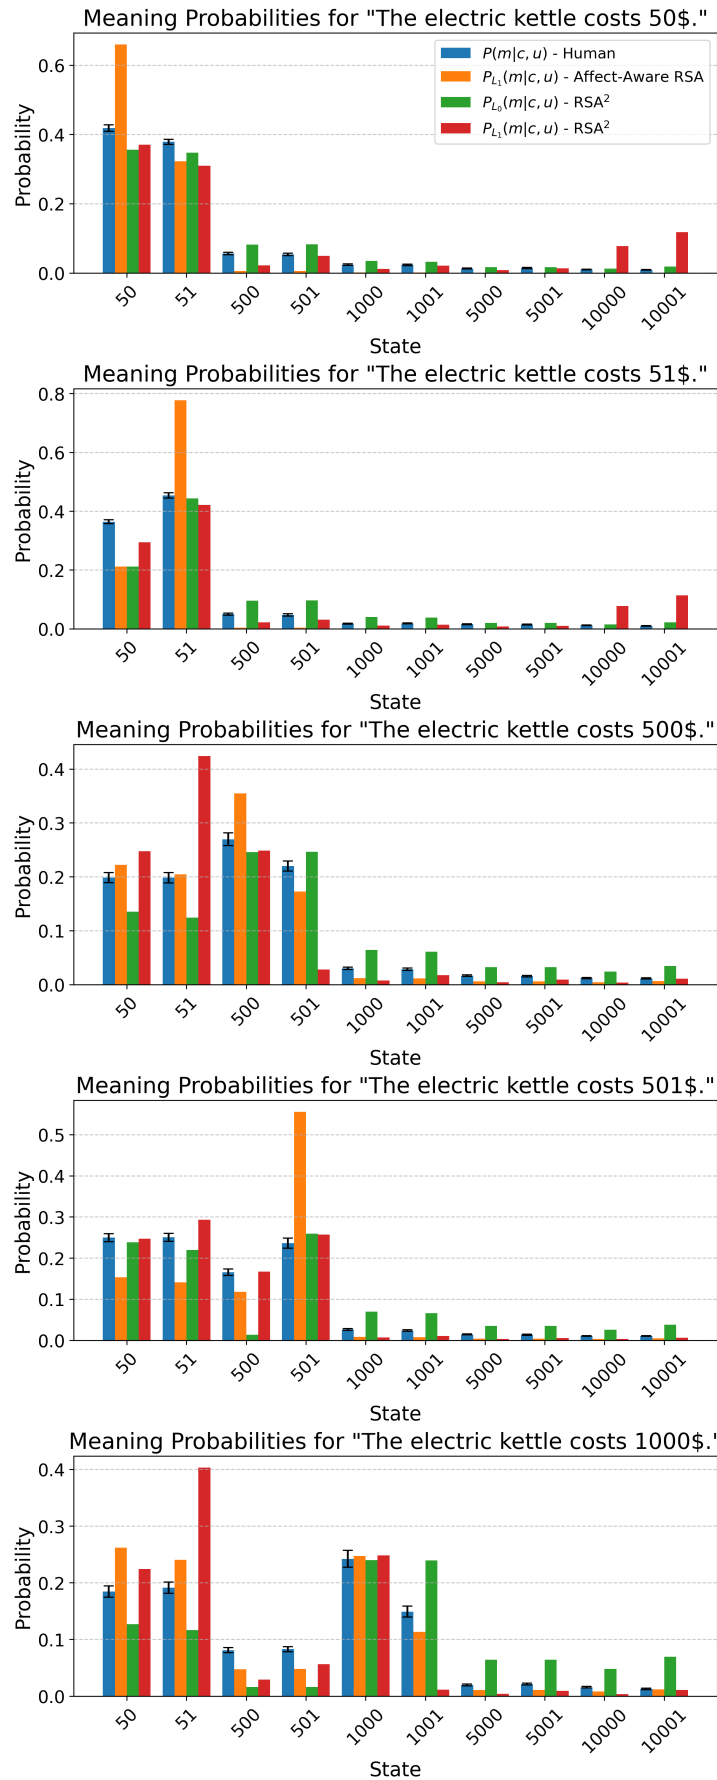 Meaning Probabilities for "The electric kettle costs 50$."
P(m|c, u) - Human
P_{L_1}(m|c, u) - Affect-Aware RSA
P_{L_0}(m|c, u) - RSA²
P_{L_1}(m|c, u) - RSA²
Probability
0.6
0.4
0.2
0.0
50 51 500 501 1000 1001 5000 5001 10000 10001
State
Meaning Probabilities for "The electric kettle costs 51$."
Probability
0.8
0.6
0.4
0.2
0.0
50 51 500 501 1000 1001 5000 5001 10000 10001
State
Meaning Probabilities for "The electric kettle costs 500$."
Probability
0.4
0.3
0.2
0.1
0.0
50 51 500 501 1000 1001 5000 5001 10000 10001
State
Meaning Probabilities for "The electric kettle costs 501$."
Probability
0.5
0.4
0.3
0.2
0.1
0.0
50 51 500 501 1000 1001 5000 5001 10000 10001
State
Meaning Probabilities for "The electric kettle costs 1000$."
Probability
0.4
0.3
0.2
0.1
0.0
50 51 500 501 1000 1001 5000 5001 10000 10001
State